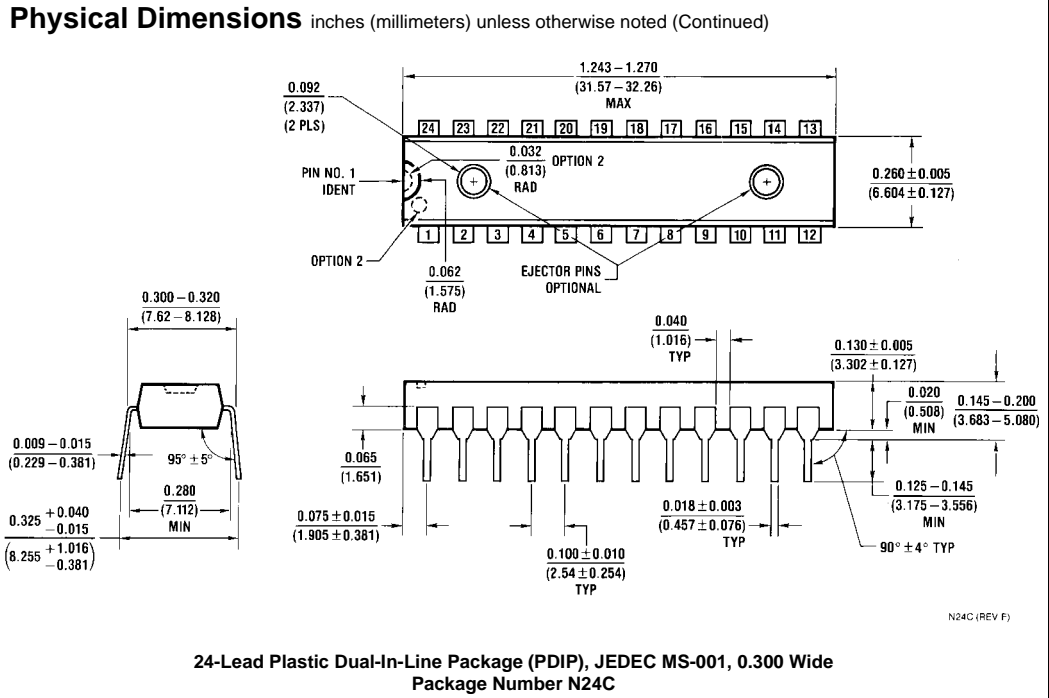 Physical Dimensions inches (millimeters) unless otherwise noted (Continued)
1.243 – 1.270
(31.57 – 32.26)
MAX
0.092
(2.337)
(2 PLS)
24 23 22 21 20 19 18 17 16 15 14 13
0.032
(0.813)
RAD
OPTION 2
PIN NO. 1
IDENT
0.260 ± 0.005
(6.604 ± 0.127)
1 2 3 4 5 6 7 8 9 10 11 12
OPTION 2
0.062
(1.575)
RAD
EJECTOR PINS
OPTIONAL
0.300 – 0.320
(7.62 – 8.128)
0.040
(1.016)
TYP
0.130 ± 0.005
(3.302 ± 0.127)
0.020
(0.508)
MIN
0.145 – 0.200
(3.683 – 5.080)
0.009 – 0.015
(0.229 – 0.381)
95° ± 5°
0.065
(1.651)
0.280
(7.112)
MIN
0.125 – 0.145
(3.175 – 3.556)
MIN
0.325 +0.040
−0.015
(8.255 +1.016
−0.381)
0.075 ± 0.015
(1.905 ± 0.381)
0.018 ± 0.003
(0.457 ± 0.076)
TYP
90° ± 4° TYP
0.100 ± 0.010
(2.54 ± 0.254)
TYP
N24C (REV F)
24-Lead Plastic Dual-In-Line Package (PDIP), JEDEC MS-001, 0.300 Wide
Package Number N24C